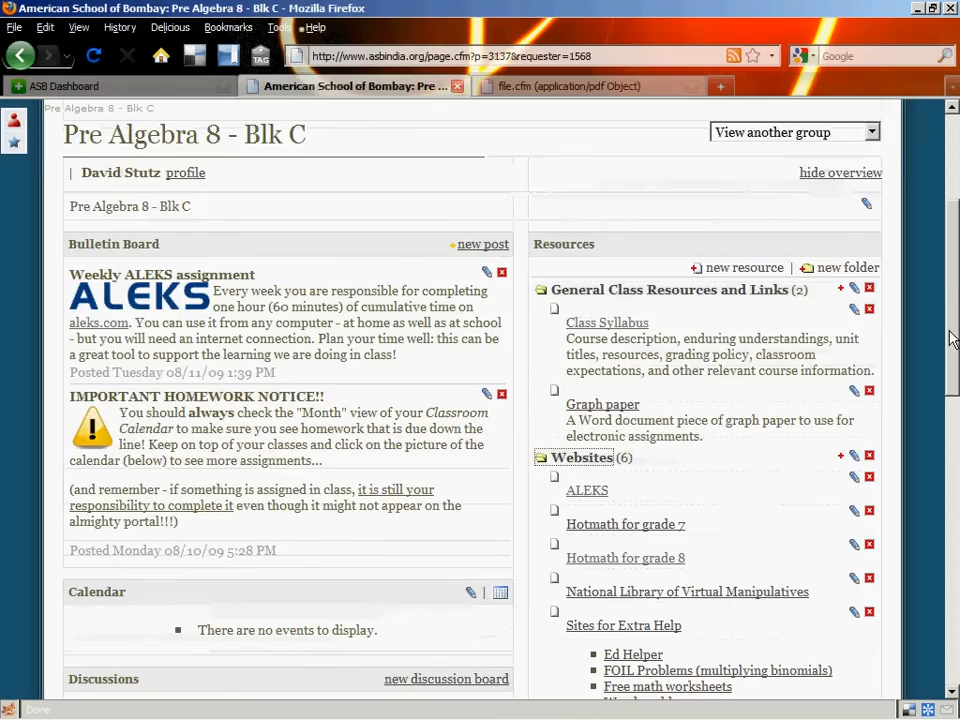 American School of Bombay: Pre Algebra 8 - Blk C - Mozilla Firefox
File Edit View History Delicious Bookmarks Tools Help
TAG http://www.asbindia.org/page.cfm?p=3137&requester=1568 Google
ASB Dashboard American School of Bombay: Pre ... file.cfm (application/pdf Object)
Pre Algebra 8 - Blk C
Pre Algebra 8 - Blk C View another group
| David Stutz profile hide overview
Pre Algebra 8 - Blk C
Bulletin Board new post
Weekly ALEKS assignment
ALEKS Every week you are responsible for completing
one hour (60 minutes) of cumulative time on
aleks.com. You can use it from any computer - at home as well as at school
- but you will need an internet connection. Plan your time well: this can be
a great tool to support the learning we are doing in class!
Posted Tuesday 08/11/09 1:39 PM
IMPORTANT HOMEWORK NOTICE!!
You should always check the "Month" view of your Classroom
Calendar to make sure you see homework that is due down the
line! Keep on top of your classes and click on the picture of the
calendar (below) to see more assignments...
(and remember - if something is assigned in class, it is still your
responsibility to complete it even though it might not appear on the
almighty portal!!!)
Posted Monday 08/10/09 5:28 PM
Calendar |
There are no events to display.
Discussions new discussion board
Resources
new resource | new folder
General Class Resources and Links (2)
Class Syllabus
Course description, enduring understandings, unit
titles, resources, grading policy, classroom
expectations, and other relevant course information.
Graph paper
A Word document piece of graph paper to use for
electronic assignments.
Websites (6)
ALEKS
Hotmath for grade 7
Hotmath for grade 8
National Library of Virtual Manipulatives
Sites for Extra Help
Ed Helper
FOIL Problems (multiplying binomials)
Free math worksheets
Done